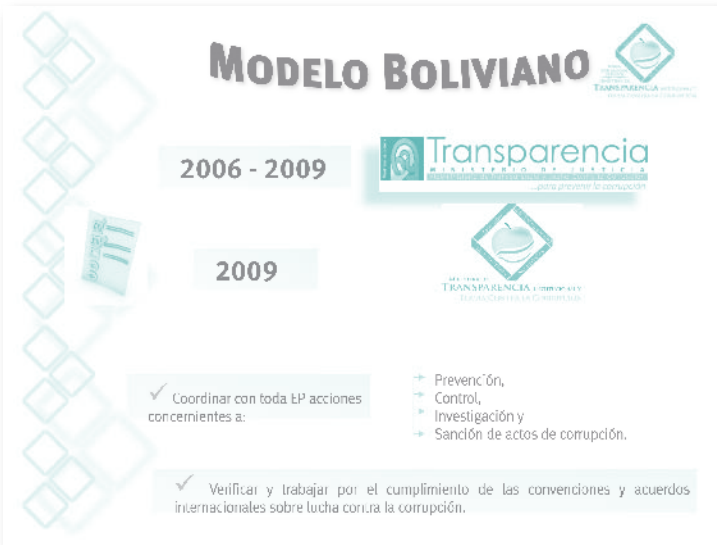 MODELO BOLIVIANO
TRANSPARENCIA
2006 - 2009
Transparencia
MINISTERIO DE JUSTICIA
...para prevenir la corrupción
2009
TRANSPARENCIA
✓ Coordinar con toda EP acciones
concernientes a:
Prevención,
Control,
Investigación y
Sanción de actos de corrupción.
✓ Verificar y trabajar por el cumplimiento de las convenciones y acuerdos
internacionales sobre lucha contra la corrupción.